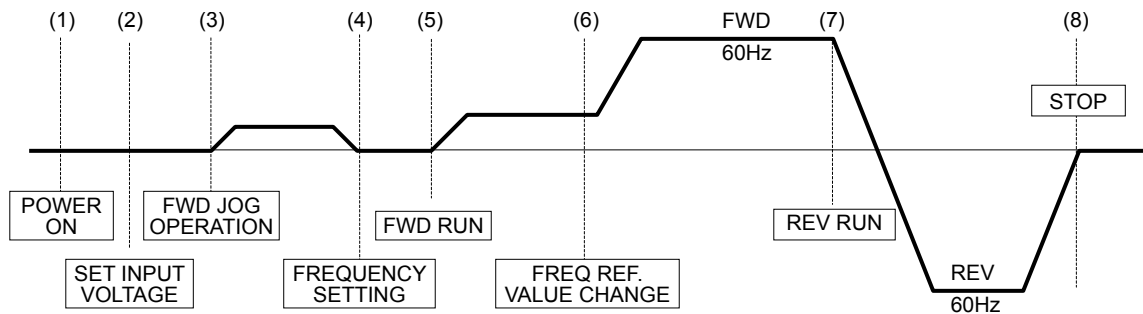 (1)
(2)
(3)
(4)
(5)
(6)
FWD
60Hz
(7)
(8)
STOP
POWER
ON
FWD JOG
OPERATION
FWD RUN
REV RUN
SET INPUT
VOLTAGE
FREQUENCY
SETTING
FREQ REF.
VALUE CHANGE
REV
60Hz